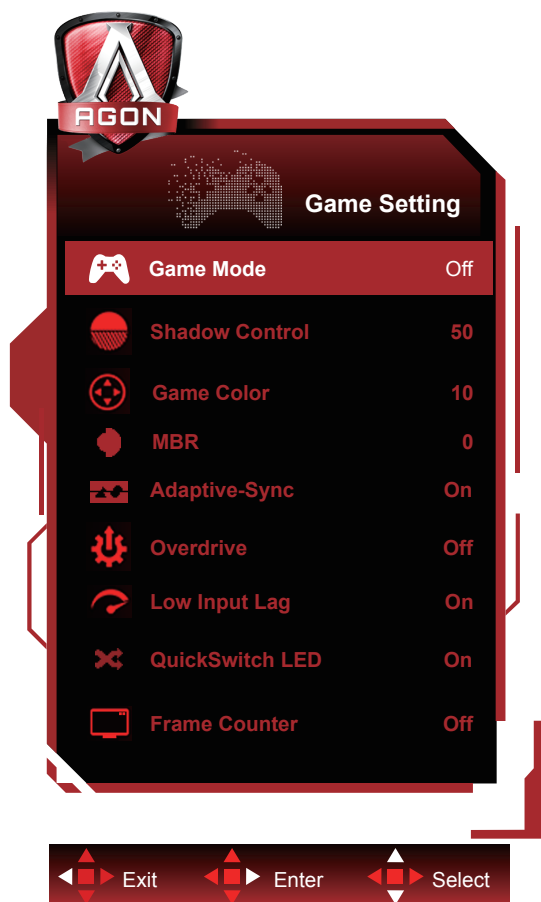 AGON
Game Setting
Game Mode Off
Shadow Control 50
Game Color 10
MBR 0
Adaptive-Sync On
Overdrive Off
Low Input Lag On
QuickSwitch LED On
Frame Counter Off
Exit Enter Select